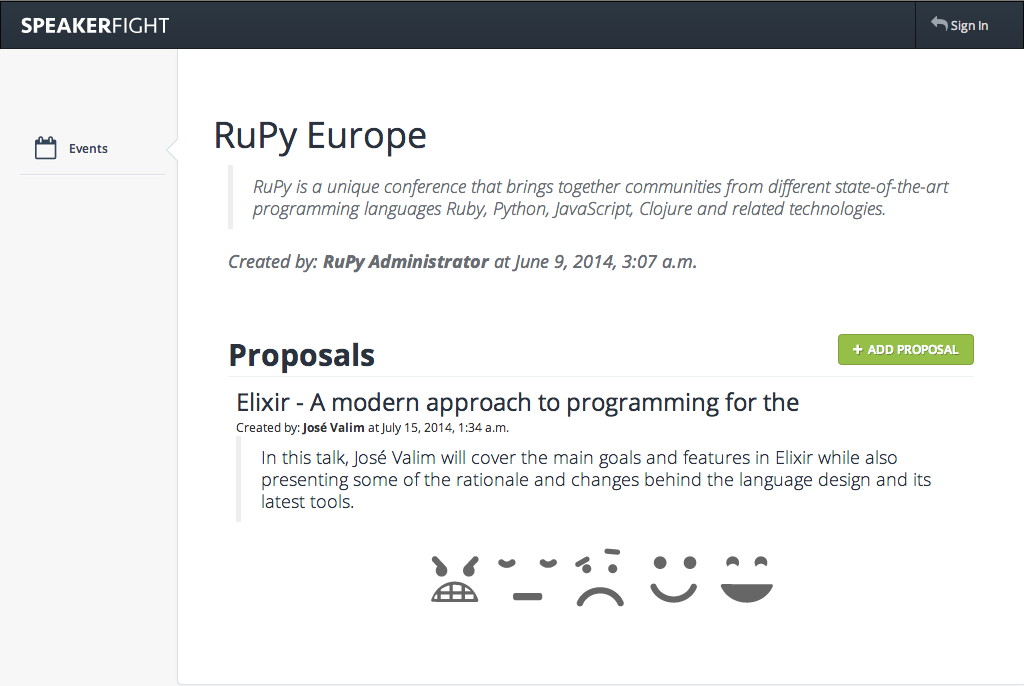 SPEAKERFIGHT
Sign In
Events
RuPy Europe
RuPy is a unique conference that brings together communities from different state-of-the-art
programming languages Ruby, Python, JavaScript, Clojure and related technologies.
Created by: RuPy Administrator at June 9, 2014, 3:07 a.m.
Proposals
+ ADD PROPOSAL
Elixir - A modern approach to programming for the
Created by: José Valim at July 15, 2014, 1:34 a.m.
In this talk, José Valim will cover the main goals and features in Elixir while also
presenting some of the rationale and changes behind the language design and its
latest tools.